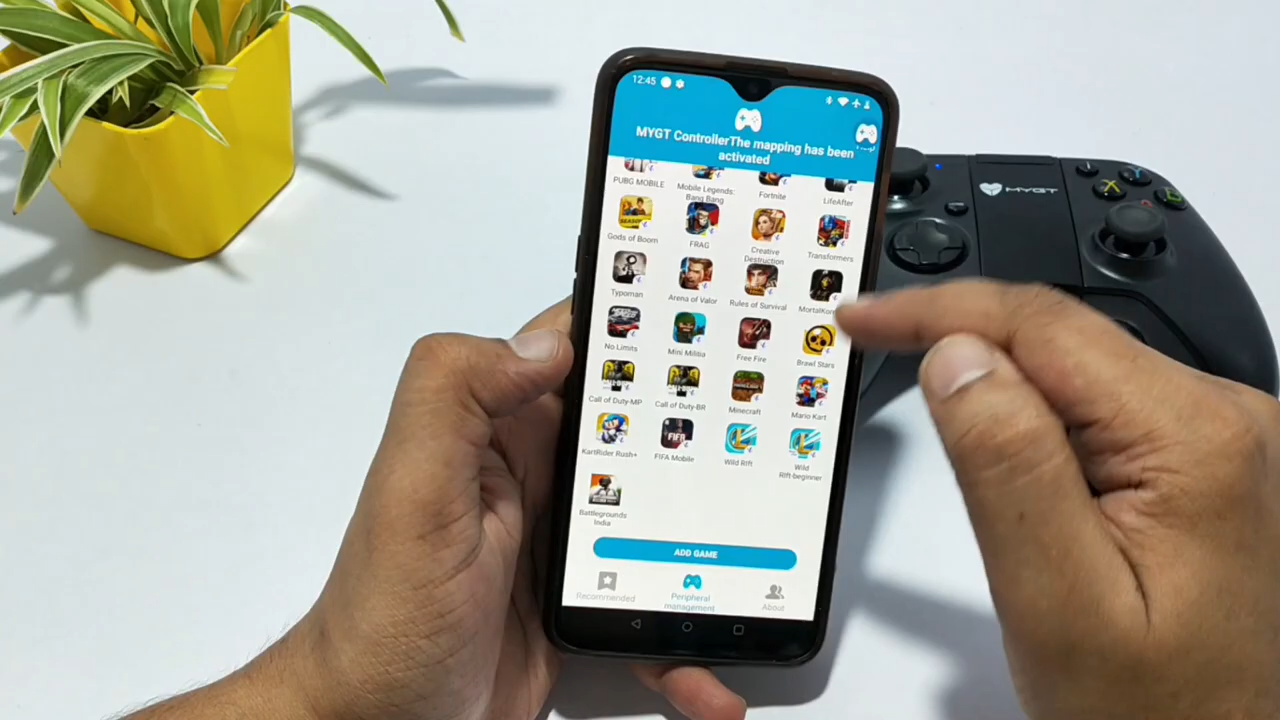 12:45
MYGT ControllerThe mapping has been
activated
PUBG MOBILE
Mobile Legends:
Bang Bang
Fortnite
LifeAfter
Gods of Boom
FRAG
Creative
Destruction
Transformers
Typoman
Arena of Valor
Rules of Survival
No Limits
Mini Militia
Free Fire
Brawl Stars
Call of Duty-MP
Call of Duty-BR
Minecraft
Mario Kart
KartRider Rush+
FIFA Mobile
Wild Rift
Wild
Rift-beginner
Battlegrounds
India
ADD GAME
Recommended
Peripheral
management
About
MYGT
X
Y